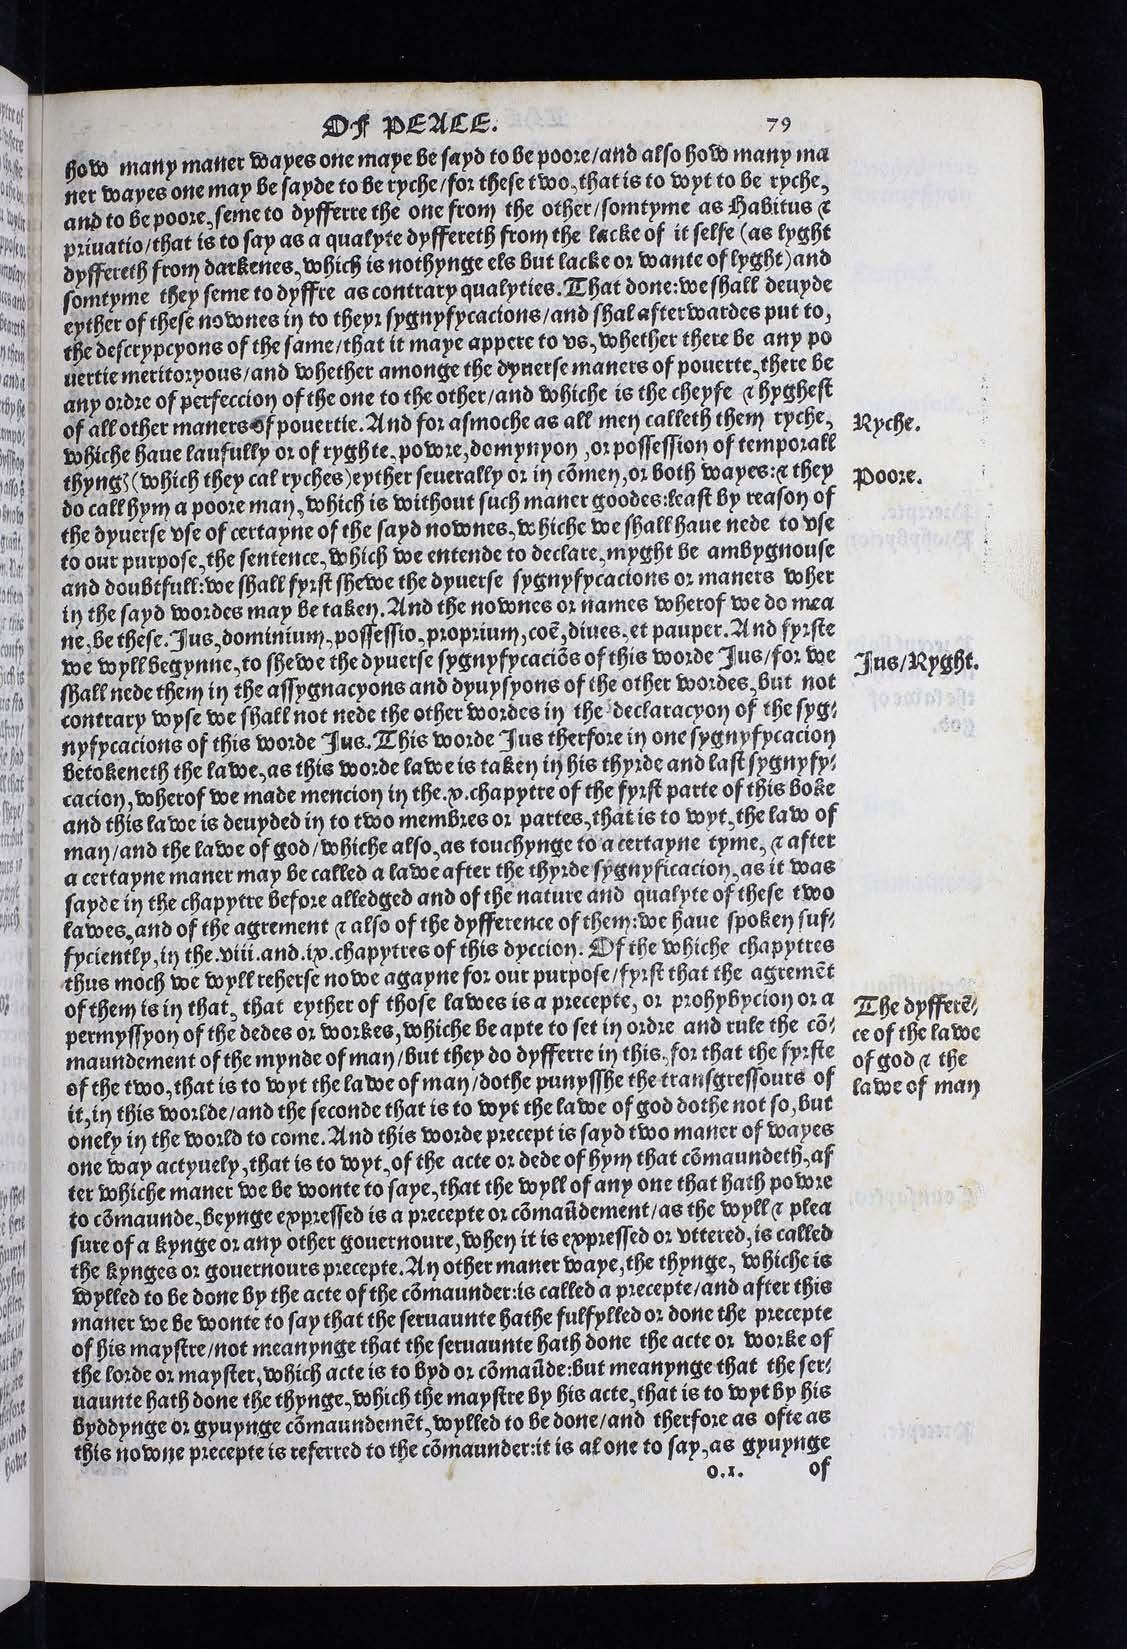 OF PEACE. 79
how many maner wayes one maye be sayd to be poore/and also how many ma
ner wayes one may be sayde to be ryche/for these two, that is to wyt to be ryche,
and to be poore, seme to dyfferre the one from the other/somtyme as Habitus &
priuatio/that is to say as a qualyte dyffereth from the lacke of it selfe (as lyght
dyffereth from darkenes, which is nothynge els but lacke or wante of lyght) and
somtyme they seme to dyffre as contrary qualyties. That done: we shall deuyde
eyther of these nownes in to theyr sygnyfycacions/and shal afterwardes put to,
the descrypcyons of the same/that it maye appere to vs, whether there be any po
uertie meritoryous/and whether amonge the dyuerse maners of pouerte, there be
any ordre of perfeccion of the one to the other/and whiche is the cheyfe & hyghest
of all other maners of pouertie. And for asmoche as all men calleth them ryche,
Ryche.
whiche haue laufully or of ryghte, powre, domynyon, or possession of temporall
thyngꝭ (which they cal ryches) eyther seuerally or in cōmen, or both wayes: & they
Poore.
do call hym a poore man, which is without such maner goodes: least by reason of
the dyuerse vse of certayne of the sayd nownes, whiche we shall haue nede to vse
to our purpose, the sentence, which we entende to declare, myght be ambygnouse
and doubtfull: we shall fyrst shewe the dyuerse sygnyfycacions or maners wher
in the sayd wordes may be taken. And the nownes or names wherof we do mea
ne, be these. Jus, dominium, possessio, proprium, coē, diues, et pauper. And fyrste
we wyll begynne, to shewe the dyuerse sygnyfycaciōs of this worde Jus/for we
Jus/Ryght.
shall nede them in the assygnacyons and dyuysyons of the other wordes, but not
contrary wyse we shall not nede the other wordes in the declaracyon of the syg⸗
nyfycacions of this worde Jus. This worde Jus therfore in one sygnyfycacion
betokeneth the lawe, as this worde lawe is taken in his thyrde and last sygnyfy⸗
cacion, wherof we made mencion in the .x. chapytre of the fyrst parte of this boke
and this lawe is deuyded in to two membres or partes, that is to wyt, the law of
man/and the lawe of god/whiche also, as touchynge to a certayne tyme, & after
a certayne maner may be called a lawe after the thyrde sygnyficacion, as it was
sayde in the chapytre before alledged and of the nature and qualyte of these two
lawes, and of the agrement & also of the dyfference of them: we haue spoken suf⸗
fyciently, in the .viii. and .ix. chapytres of this dyccion. Of the whiche chapytres
thus moch we wyll reherse nowe agayne for our purpose/fyrst that the agremēt
of them is in that, that eyther of those lawes is a precepte, or prohybycion or a
permyssyon of the dedes or workes, whiche be apte to set in ordre and rule the cō⸗
maundement of the mynde of man/but they do dyfferre in this, for that the fyrste
of the two, that is to wyt the lawe of man/dothe punysshe the transgressours of
The dyfferē⸗
ce of the lawe
of god & the
lawe of man
it, in this worlde/and the seconde that is to wyt the lawe of god dothe not so, but
onely in the world to come. And this worde precept is sayd two maner of wayes
one way actyuely, that is to wyt, of the acte or dede of hym that cōmaundeth, af
ter whiche maner we be wonte to saye, that the wyll of any one that hath powre
to cōmaunde, beynge expressed is a precepte or cōmaūdement/as the wyll & plea
sure of a kynge or any other gouernoure, when it is expressed or vttered, is called
the kynges or gouernours precepte. An other maner waye, the thynge, whiche is
wylled to be done by the acte of the cōmaunder: is called a precepte/and after this
maner we be wonte to say that the seruaunte hathe fulfylled or done the precepte
of his maystre/not meanynge that the seruaunte hath done the acte or worke of
the lorde or mayster, which acte is to byd or cōmaūde: but meanynge that the ser⸗
uaunte hath done the thynge, which the maystre by his acte, that is to wyt by his
byddynge or gyuynge cōmaundemēt, wylled to be done/and therfore as ofte as
this nowne precepte is referred to the cōmaunder: it is al one to say, as gyuynge
O.1. of